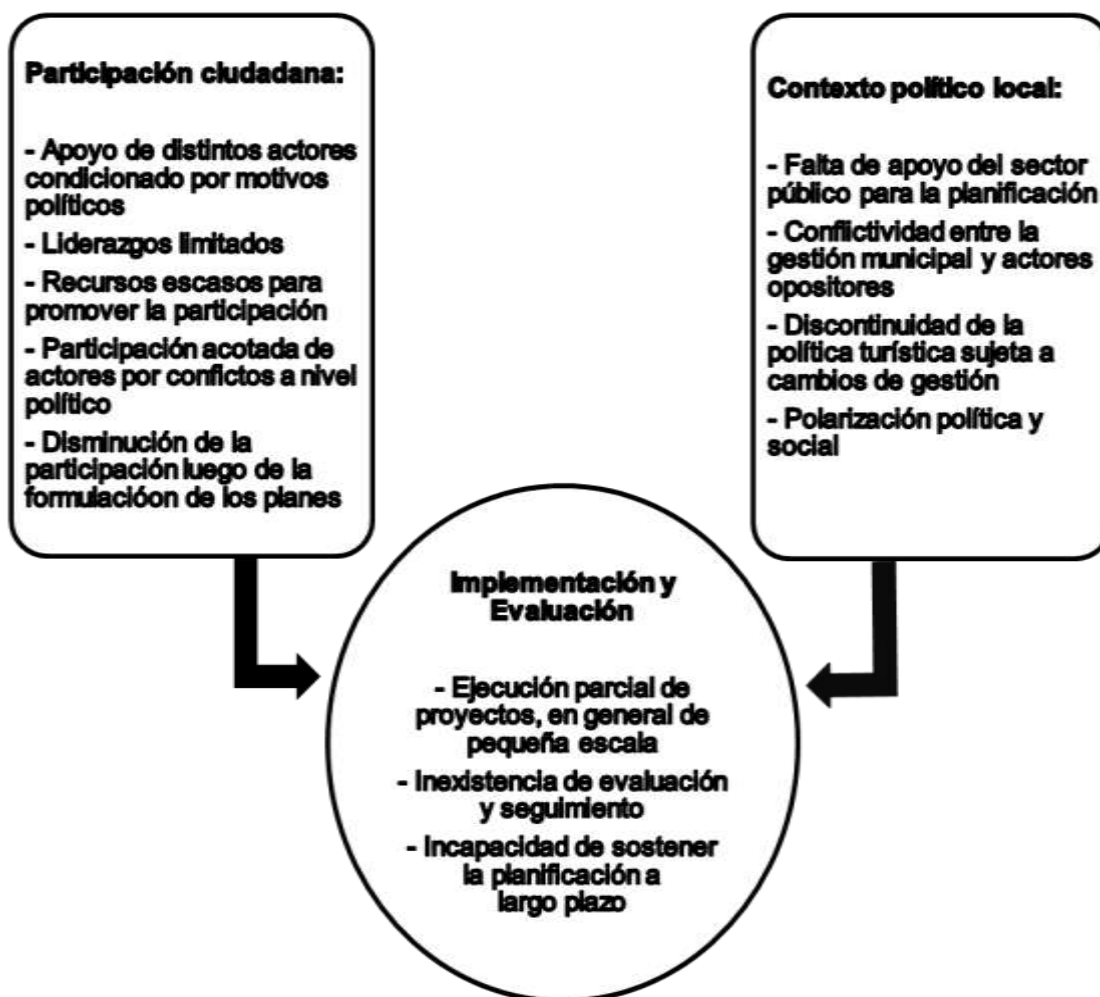 Participación ciudadana:
- Apoyo de distintos actores
condicionado por motivos
políticos
- Liderazgos limitados
- Recursos escasos para
promover la participación
- Participación acotada de
actores por conflictos a nivel
político
- Disminución de la
participación luego de la
formulacióon de los planes
Contexto político local:
- Falta de apoyo del sector
público para la planificación
- Conflictividad entre la
gestión municipal y actores
opositores
- Discontinuidad de la
política turística sujeta a
cambios de gestión
- Polarización política y
social
Implementación y
Evaluación
- Ejecución parcial de
proyectos, en general de
pequeña escala
- Inexistencia de evaluación
y seguimiento
- Incapacidad de sostener
la planificación a
largo plazo